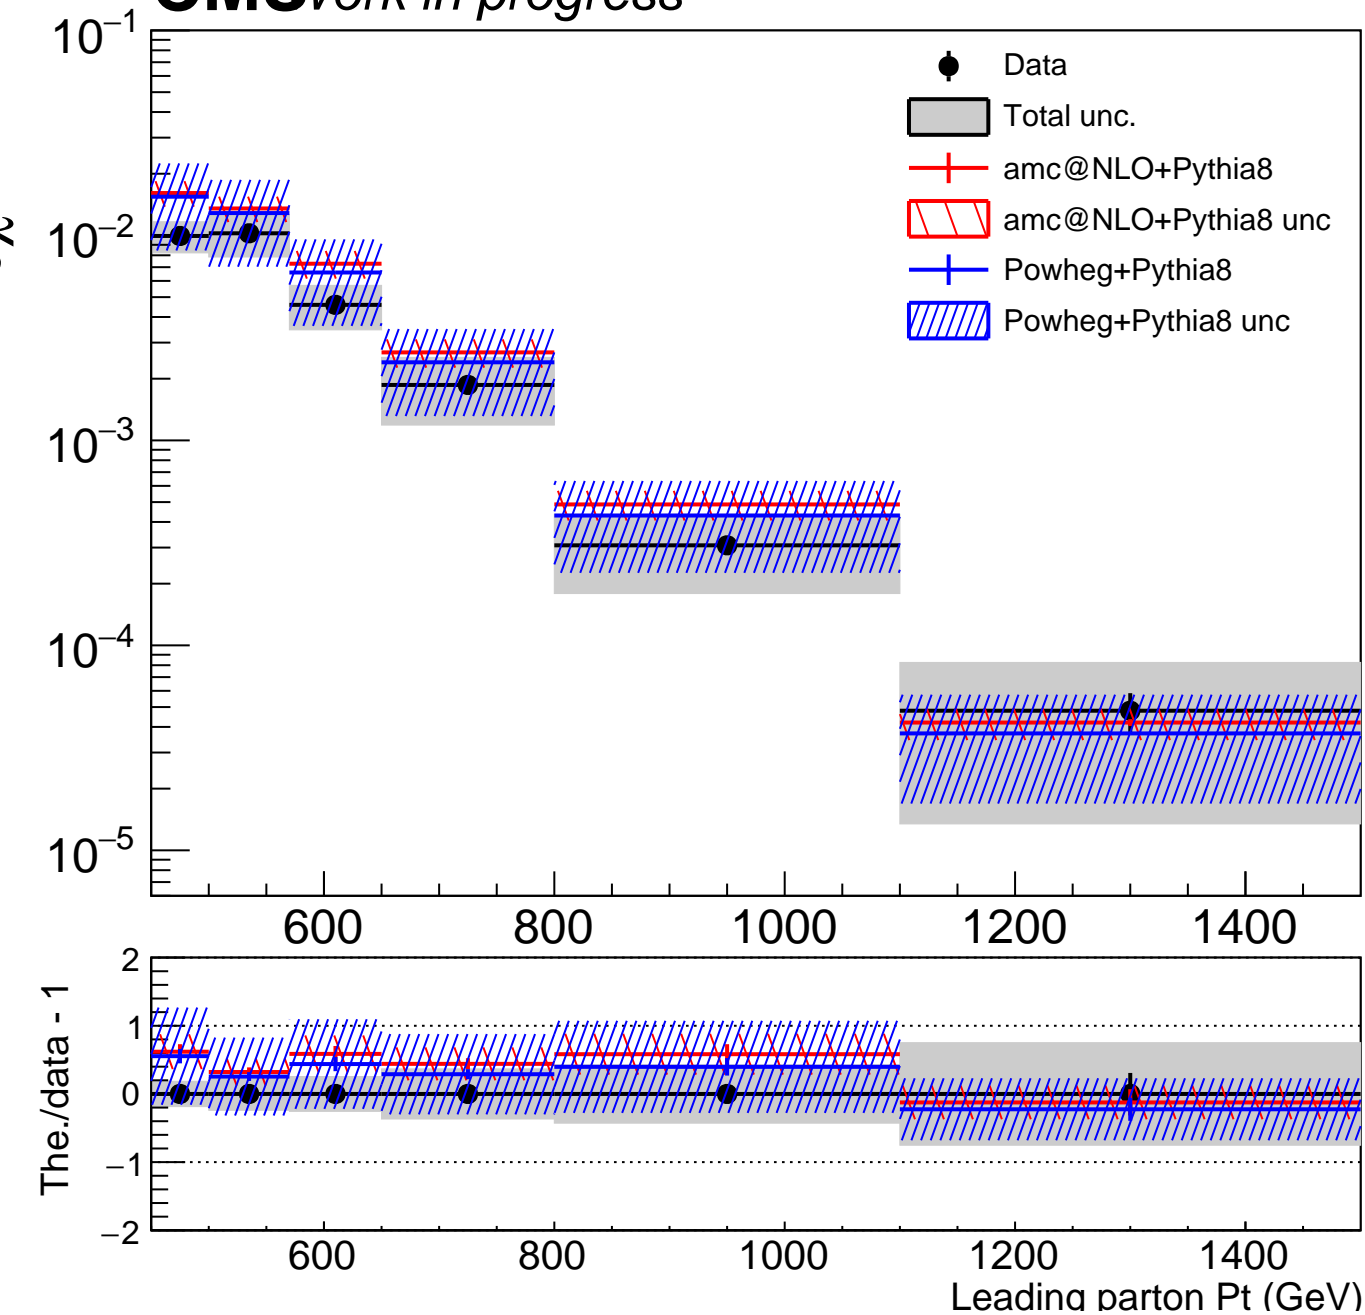 CMS Work in progress
10−1
10−2
10−3
10−4
10−5
Data
Total unc.
amc@NLO+Pythia8
amc@NLO+Pythia8 unc
Powheg+Pythia8
Powheg+Pythia8 unc
600 800 1000 1200 1400
The./data - 1
2
1
0
−1
−2
600 800 1000 1200 1400
Leading parton Pt (GeV)